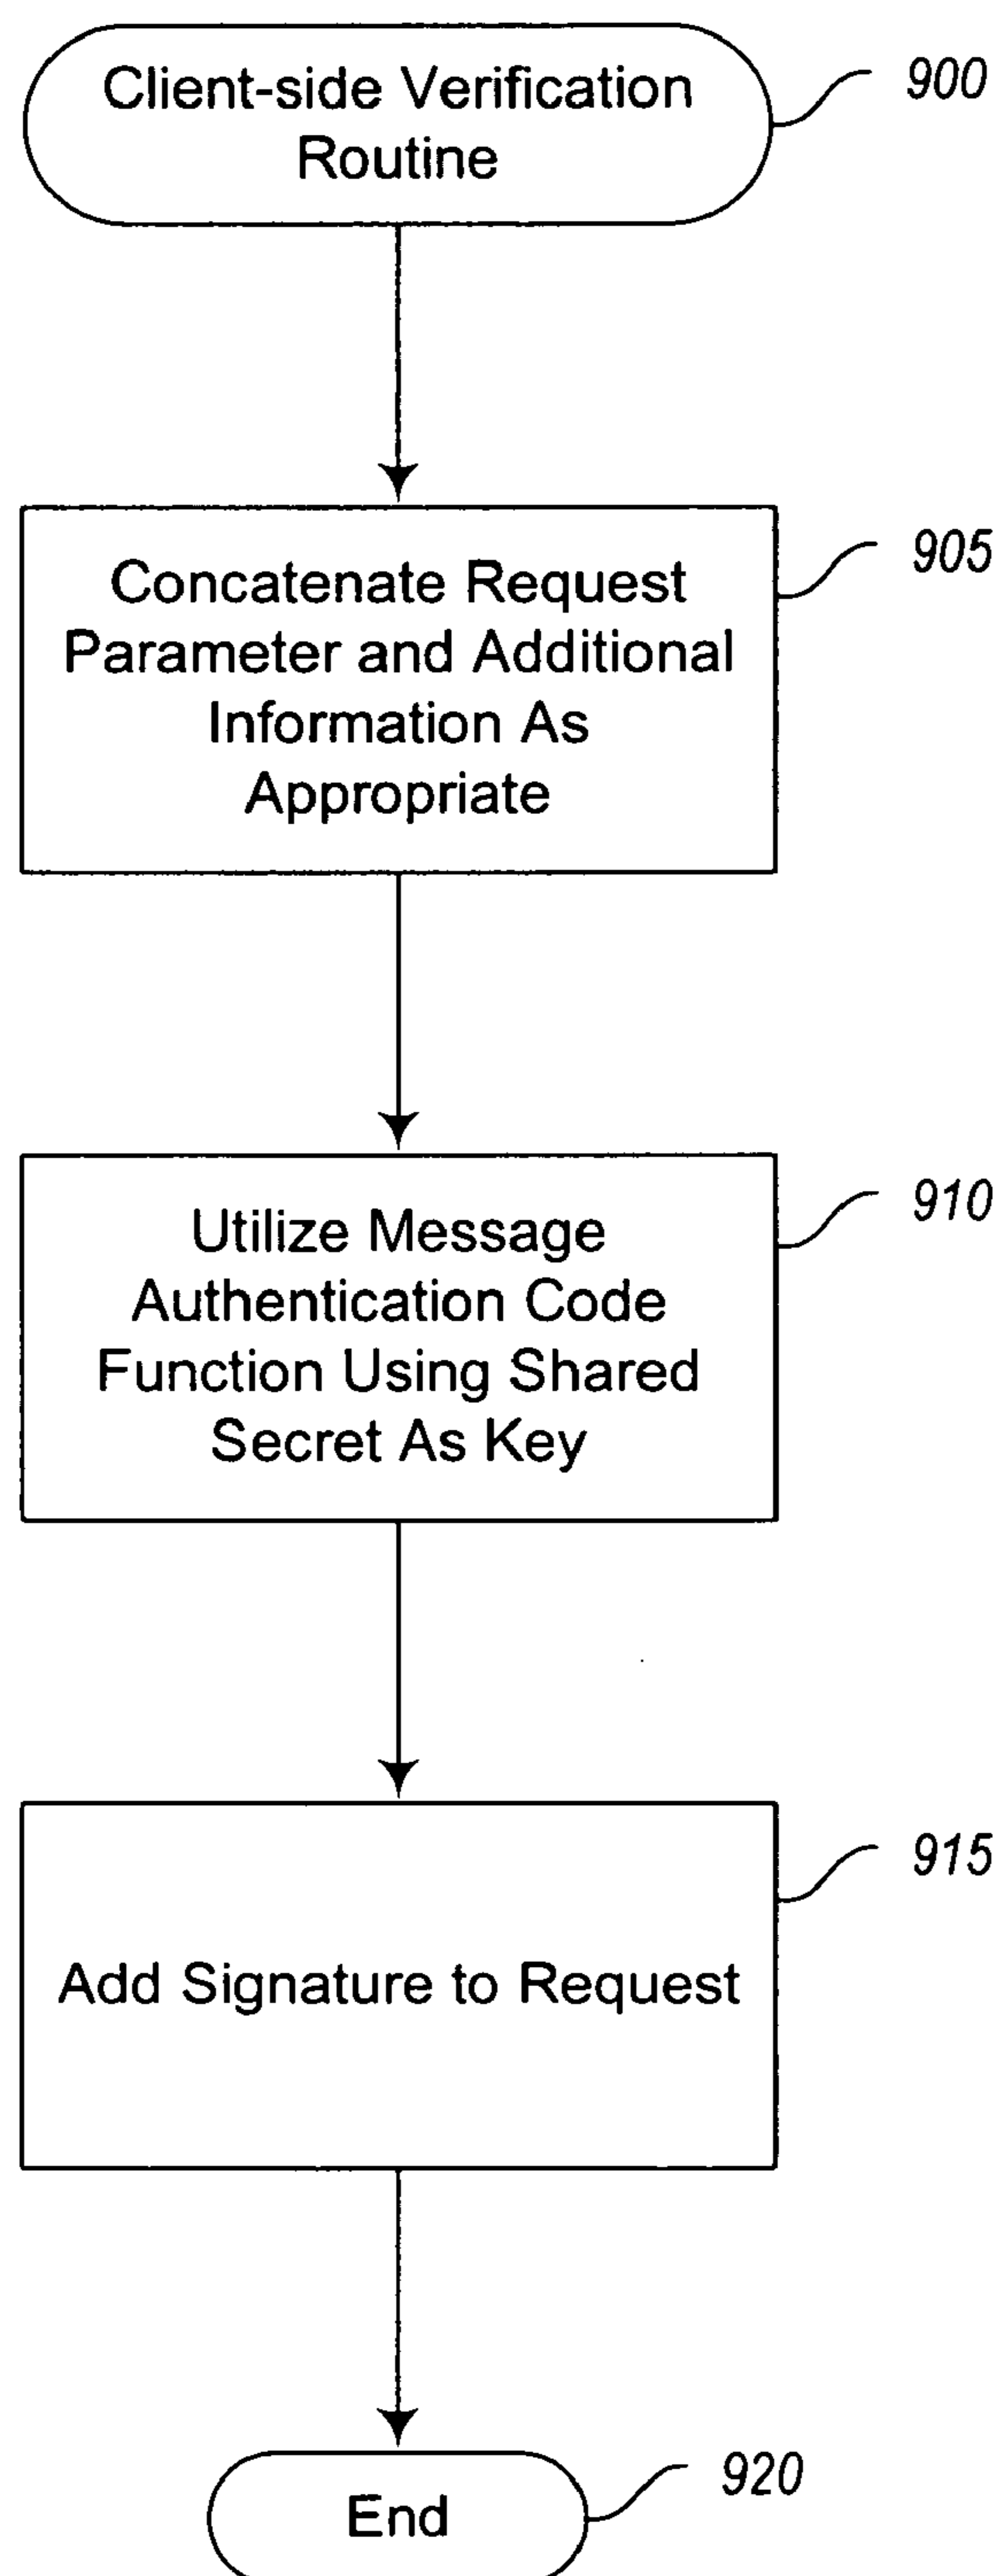 Client-side Verification
Routine
900
Concatenate Request
Parameter and Additional
Information As
Appropriate
905
Utilize Message
Authentication Code
Function Using Shared
Secret As Key
910
Add Signature to Request
915
End
920